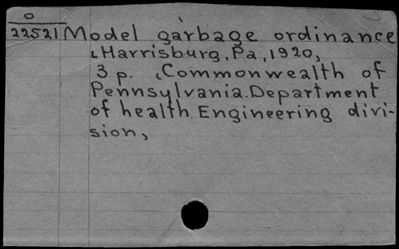 O
22521 Model garbage ordinance
Harrisburg, Pa., 1920,
3 p. (Commonwealth of
Pennsylvania. Department
of health. Engineering divi-
sion,